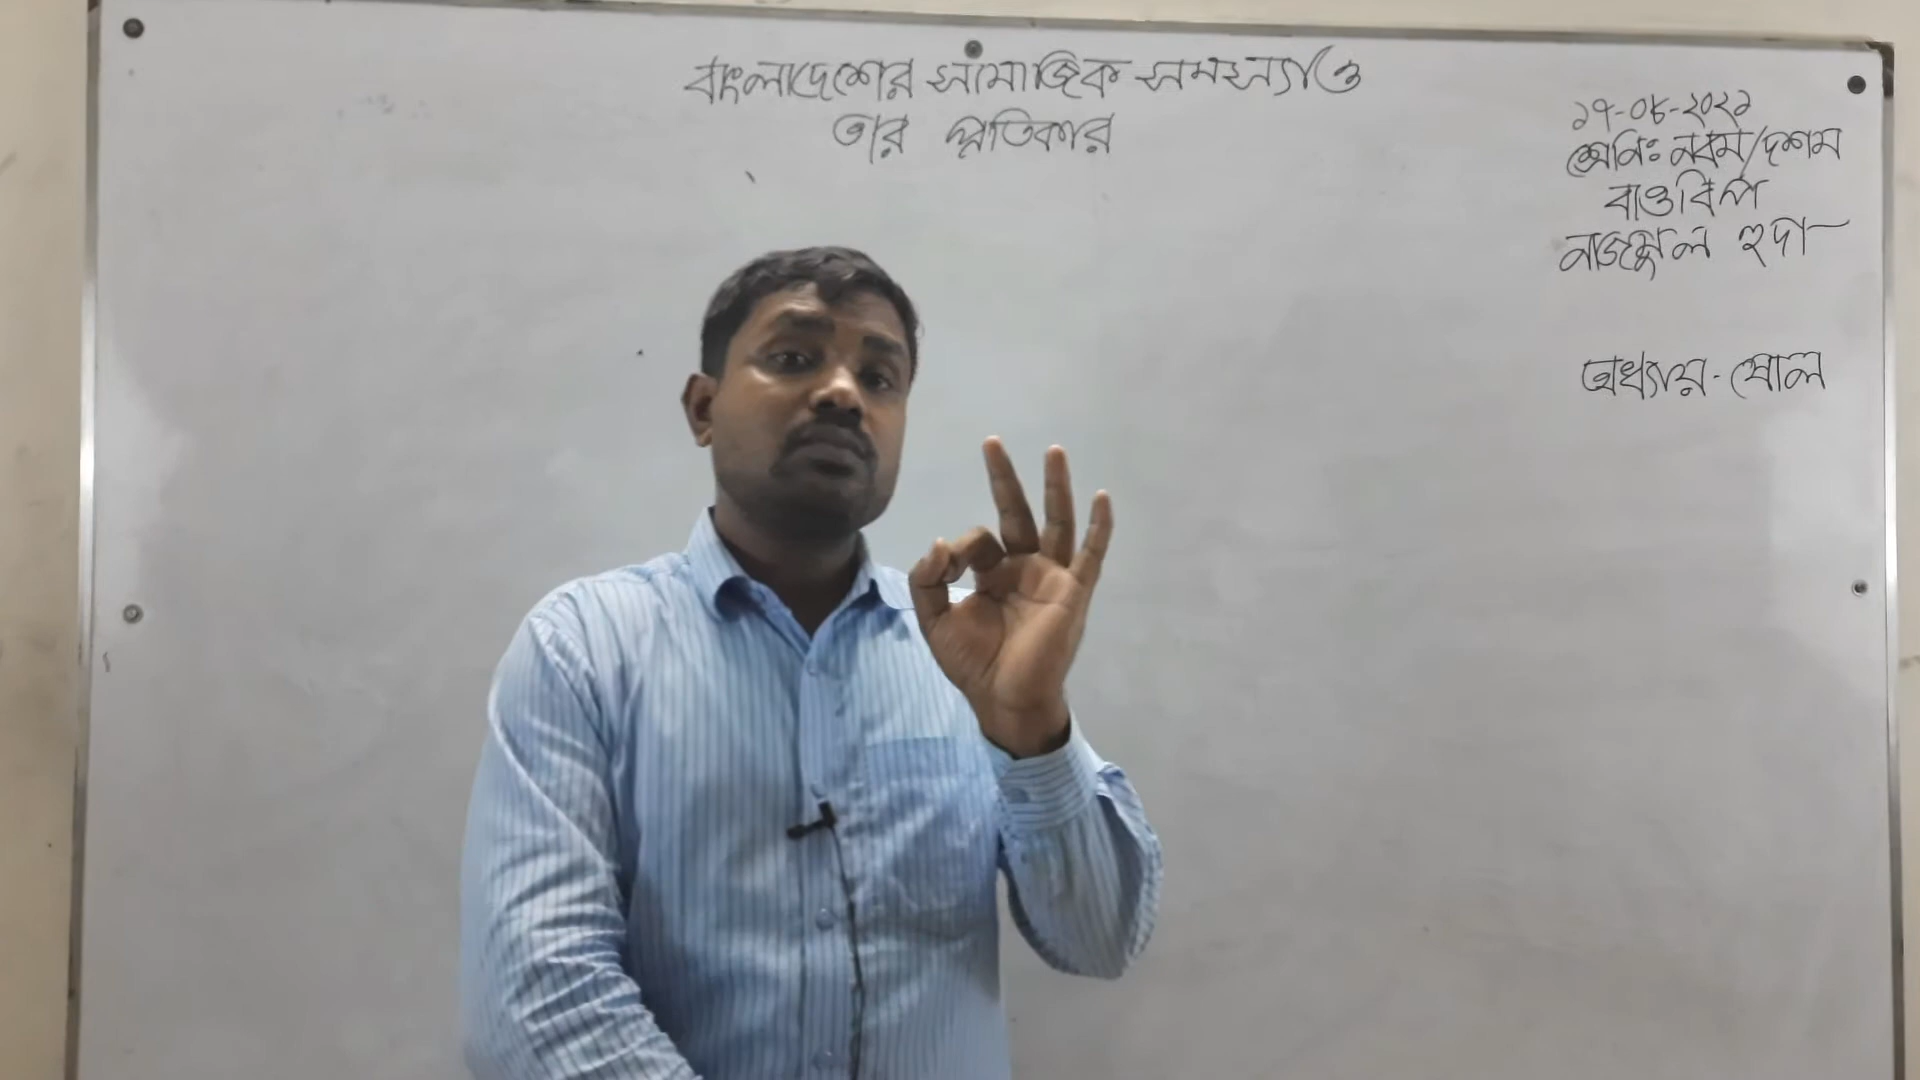 বাংলাদেশের সামাজিক সমস্যা ও
তার প্রতিকার
১৭-০৮-২০২১
শ্রেনিঃ নবম/দশম
বাওবিপ
নাজমুল হুদা
অধ্যায়-ষোল